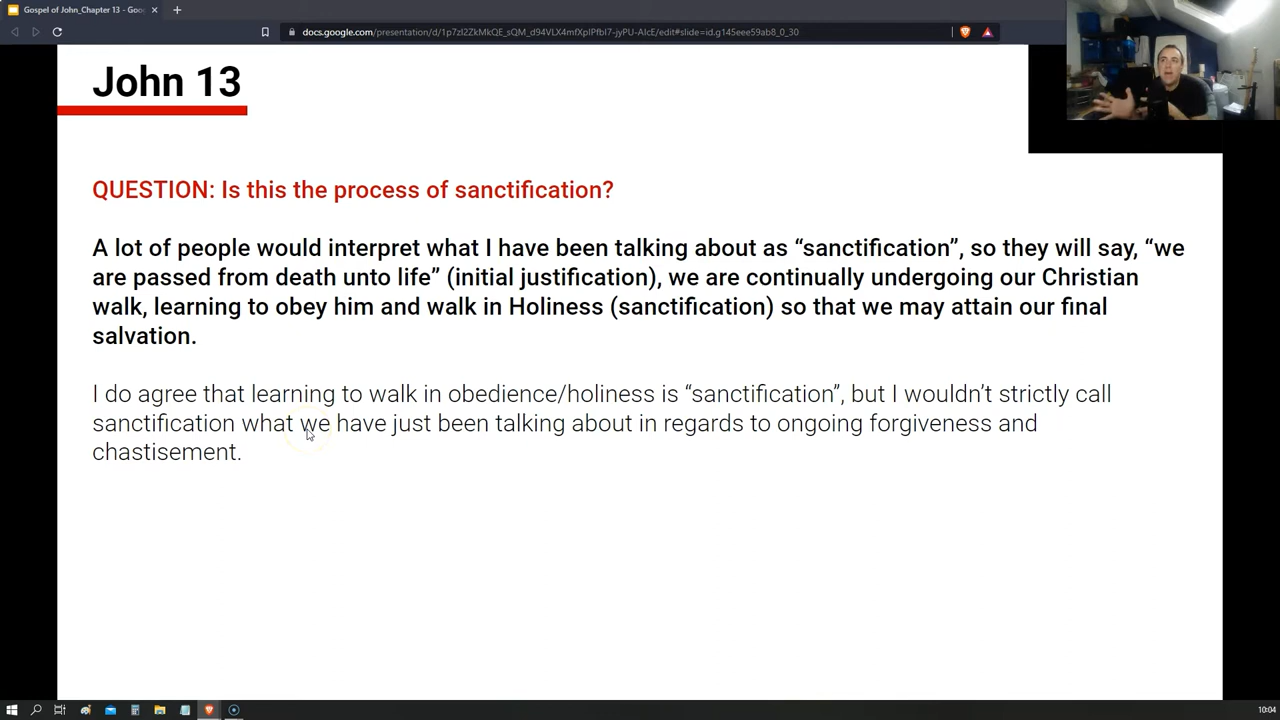 Gospel of John_Chapter 13 - Goo
docs.google.com/presentation/d/1p7zl2ZkMkQE_sQM_d94VLX4mfXplPfbI7-jyPU-AIcE/edit#slide=id.g145eee59ab8_0_30
John 13
QUESTION: Is this the process of sanctification?
A lot of people would interpret what I have been talking about as “sanctification”, so they will say, “we
are passed from death unto life” (initial justification), we are continually undergoing our Christian
walk, learning to obey him and walk in Holiness (sanctification) so that we may attain our final
salvation.
I do agree that learning to walk in obedience/holiness is “sanctification”, but I wouldn’t strictly call
sanctification what we have just been talking about in regards to ongoing forgiveness and
chastisement.
10:04